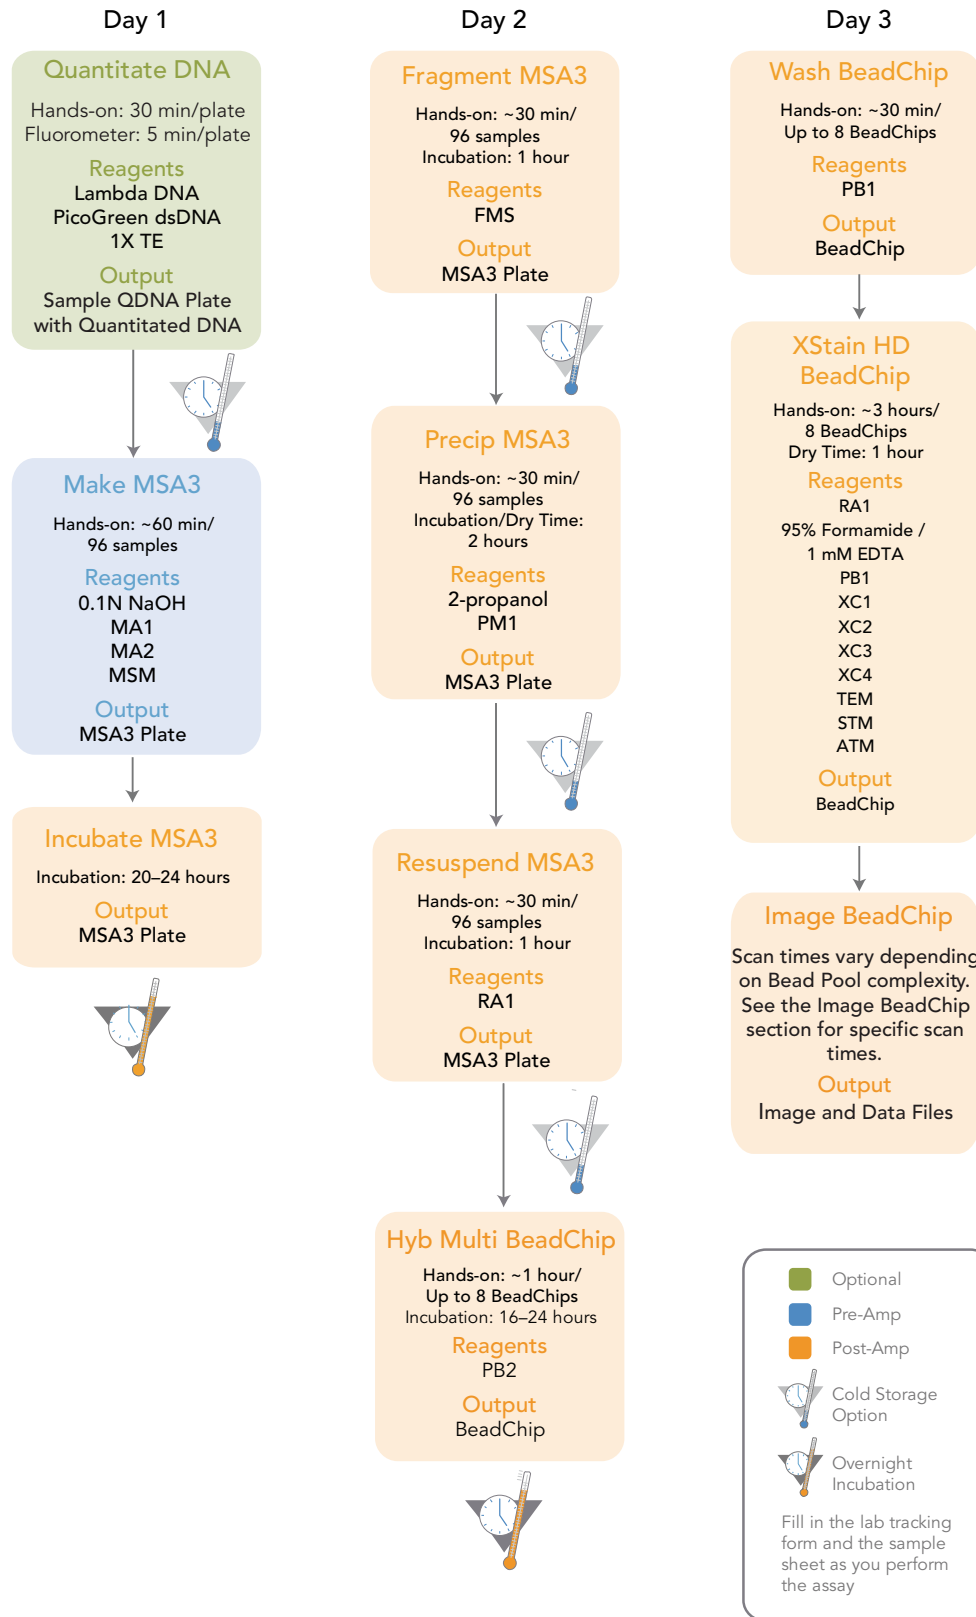 Day 1
Quantitate DNA
Hands-on: 30 min/plate
Fluorometer: 5 min/plate
Reagents
Lambda DNA
PicoGreen dsDNA
1X TE
Output
Sample QDNA Plate
with Quantitated DNA
Make MSA3
Hands-on: ~60 min/
96 samples
Reagents
0.1N NaOH
MA1
MA2
MSM
Output
MSA3 Plate
Incubate MSA3
Incubation: 20–24 hours
Output
MSA3 Plate
Day 2
Fragment MSA3
Hands-on: ~30 min/
96 samples
Incubation: 1 hour
Reagents
FMS
Output
MSA3 Plate
Precip MSA3
Hands-on: ~30 min/
96 samples
Incubation/Dry Time:
2 hours
Reagents
2-propanol
PM1
Output
MSA3 Plate
Resuspend MSA3
Hands-on: ~30 min/
96 samples
Incubation: 1 hour
Reagents
RA1
Output
MSA3 Plate
Hyb Multi BeadChip
Hands-on: ~1 hour/
Up to 8 BeadChips
Incubation: 16–24 hours
Reagents
PB2
Output
BeadChip
Day 3
Wash BeadChip
Hands-on: ~30 min/
Up to 8 BeadChips
Reagents
PB1
Output
BeadChip
XStain HD
BeadChip
Hands-on: ~3 hours/
8 BeadChips
Dry Time: 1 hour
Reagents
RA1
95% Formamide /
1 mM EDTA
PB1
XC1
XC2
XC3
XC4
TEM
STM
ATM
Output
BeadChip
Image BeadChip
Scan times vary depending
on Bead Pool complexity.
See the Image BeadChip
section for specific scan
times.
Output
Image and Data Files
Optional
Pre-Amp
Post-Amp
Cold Storage
Option
Overnight
Incubation
Fill in the lab tracking
form and the sample
sheet as you perform
the assay